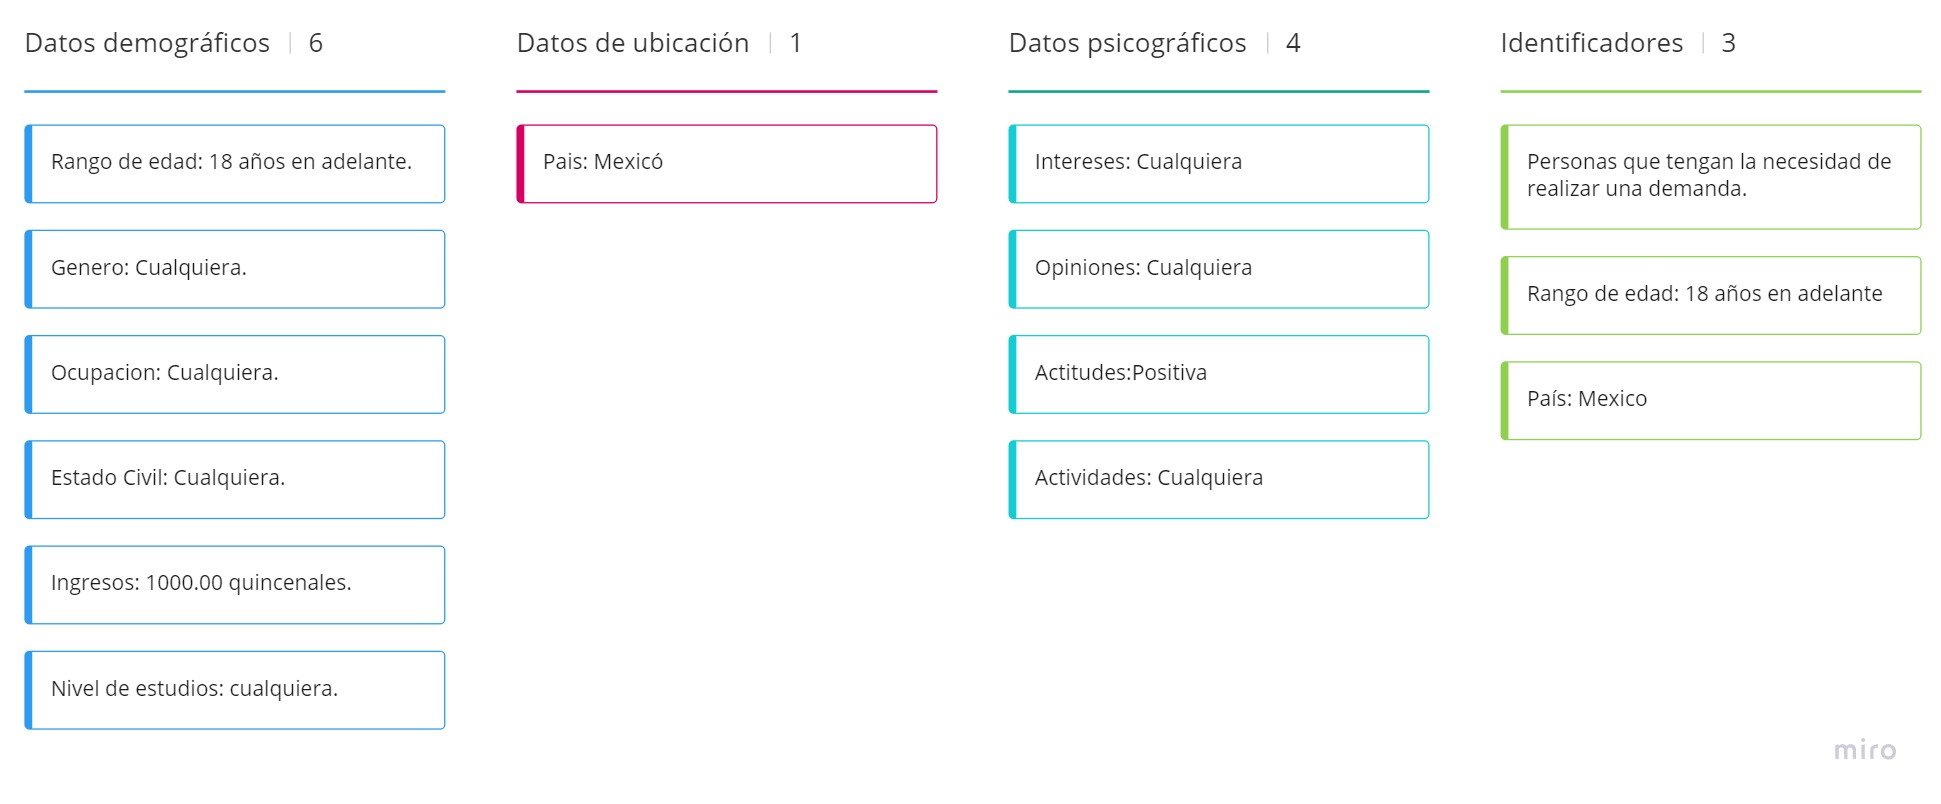 Datos demográficos | 6
Rango de edad: 18 años en adelante.
Genero: Cualquiera.
Ocupacion: Cualquiera.
Estado Civil: Cualquiera.
Ingresos: 1000.00 quincenales.
Nivel de estudios: cualquiera.
Datos de ubicación | 1
Pais: Mexicó
Datos psicográficos | 4
Intereses: Cualquiera
Opiniones: Cualquiera
Actitudes:Positiva
Actividades: Cualquiera
Identificadores | 3
Personas que tengan la necesidad de
realizar una demanda.
Rango de edad: 18 años en adelante
País: Mexico
miro